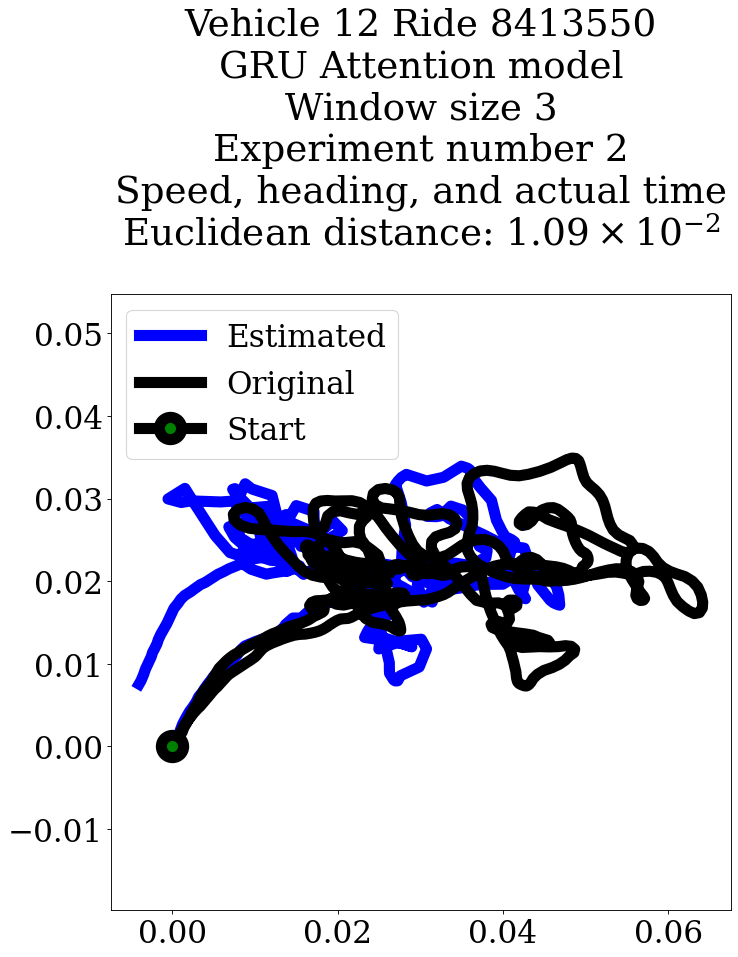 Vehicle 12 Ride 8413550
GRU Attention model
Window size 3
Experiment number 2
Speed, heading, and actual time
Euclidean distance: 1.09 × 10⁻²
Estimated
Original
Start
0.05
0.04
0.03
0.02
0.01
0.00
−0.01
0.00 0.02 0.04 0.06